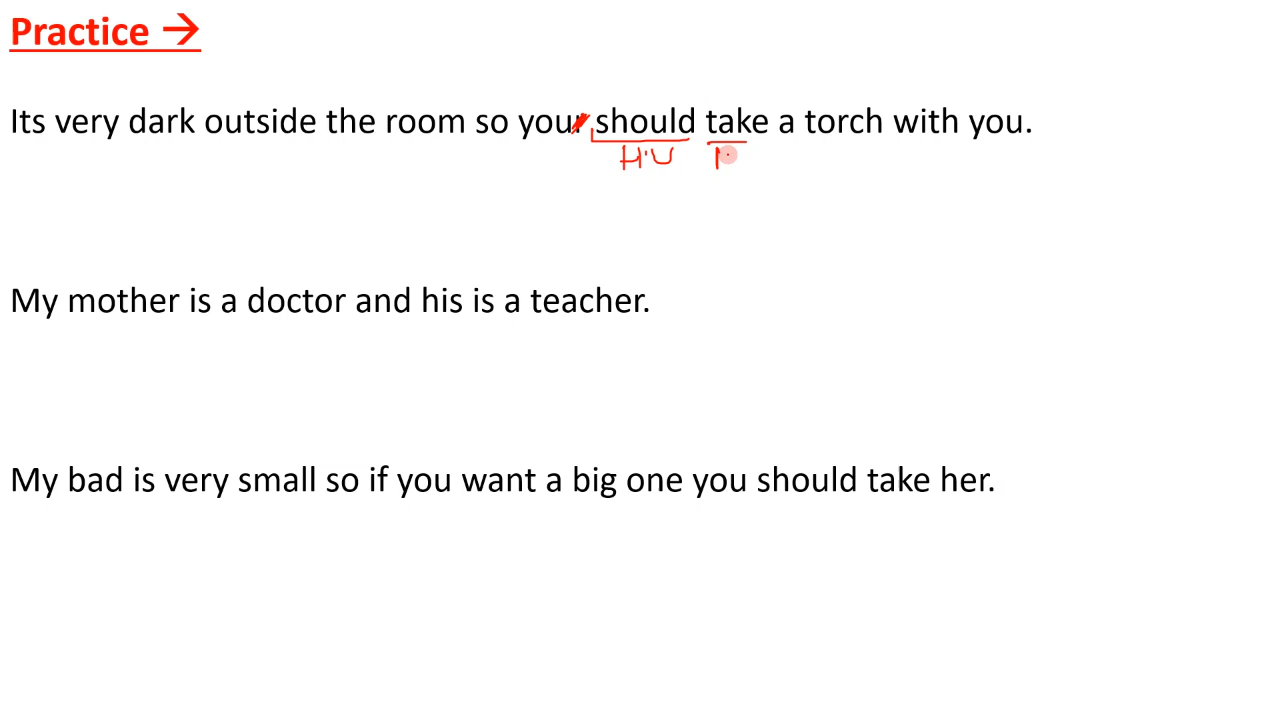 Practice →
Its very dark outside the room so your should take a torch with you.
H.V
My mother is a doctor and his is a teacher.
My bad is very small so if you want a big one you should take her.